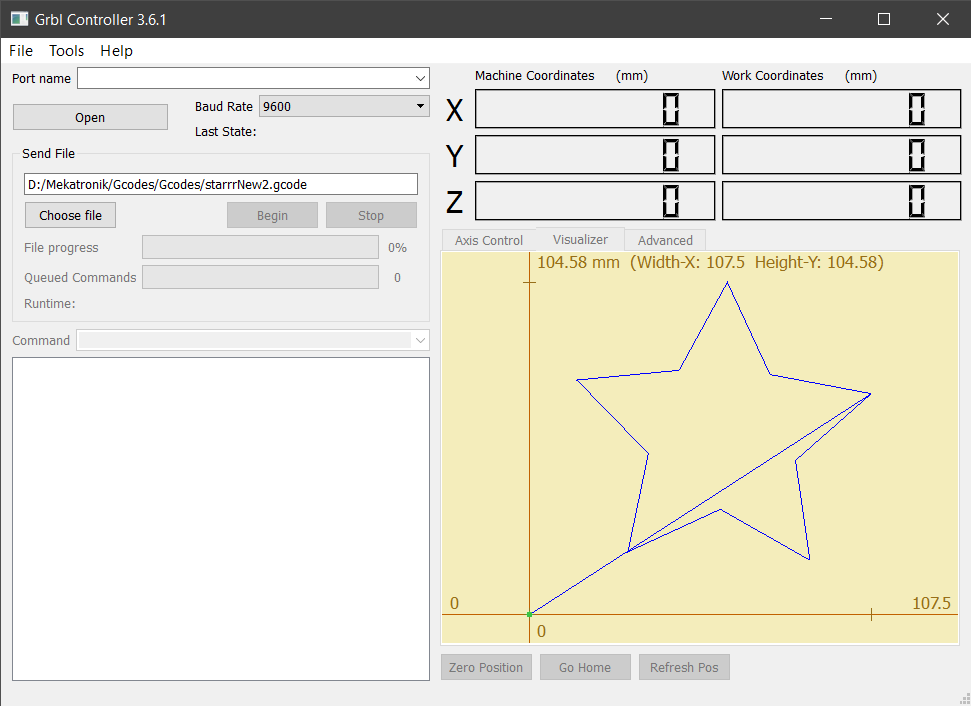 Grbl Controller 3.6.1
File Tools Help
Port name
Open
Baud Rate 9600
Last State:
Send File
D:/Mekatronik/Gcodes/Gcodes/starrrNew2.gcode
Choose file Begin Stop
File progress 0%
Queued Commands 0
Runtime:
Command
Machine Coordinates (mm) Work Coordinates (mm)
X 0 0
Y 0 0
Z 0 0
Axis Control Visualizer Advanced
104.58 mm (Width-X: 107.5 Height-Y: 104.58)
0 107.5
0
Zero Position Go Home Refresh Pos